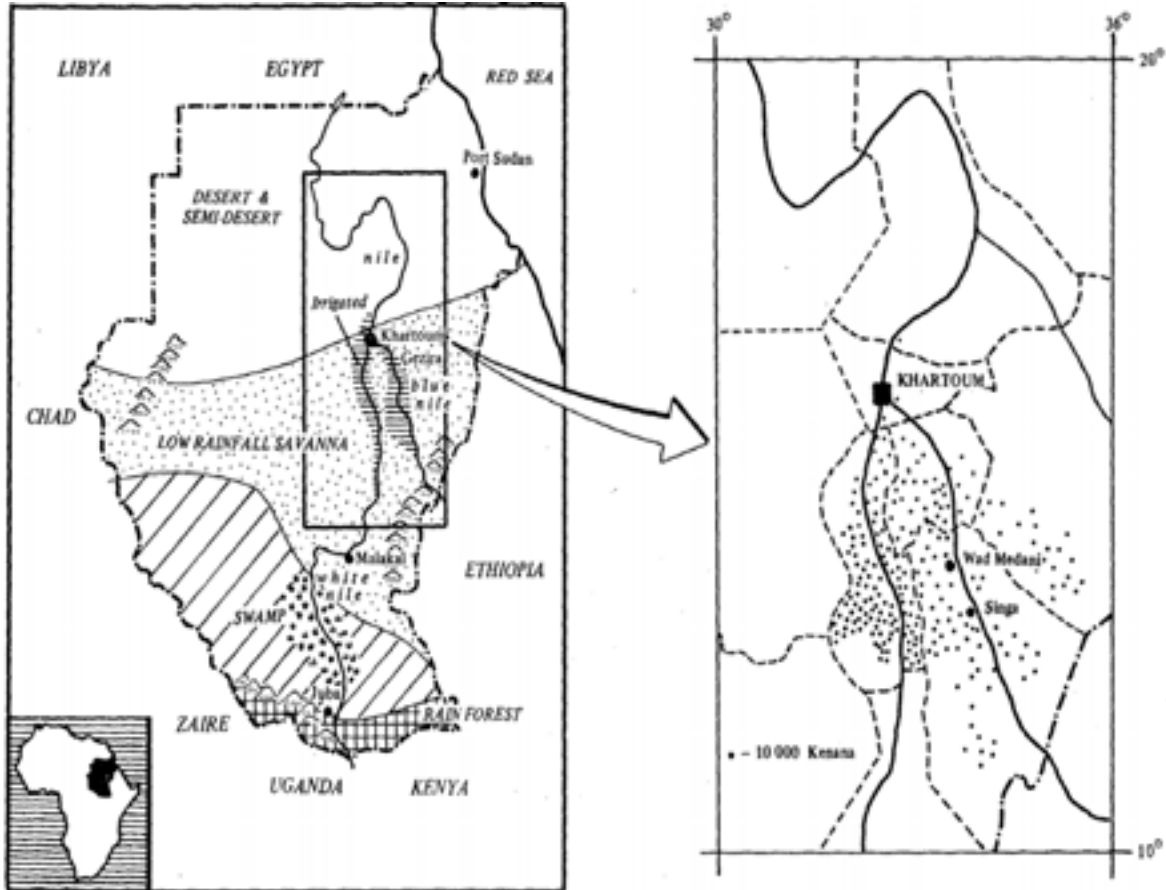 LIBYA
EGYPT
RED SEA
Port Sudan
DESERT &
SEMI-DESERT
nile
Irrigated
Khartoum
Gezira
blue
nile
CHAD
LOW RAINFALL SAVANNA
Malakal
ETHIOPIA
white
nile
SWAMP
Juba
ZAIRE
RAIN FOREST
UGANDA
KENYA
30°
36°
20°
KHARTOUM
Wad Medani
Singa
– 10 000 Kenana
10°